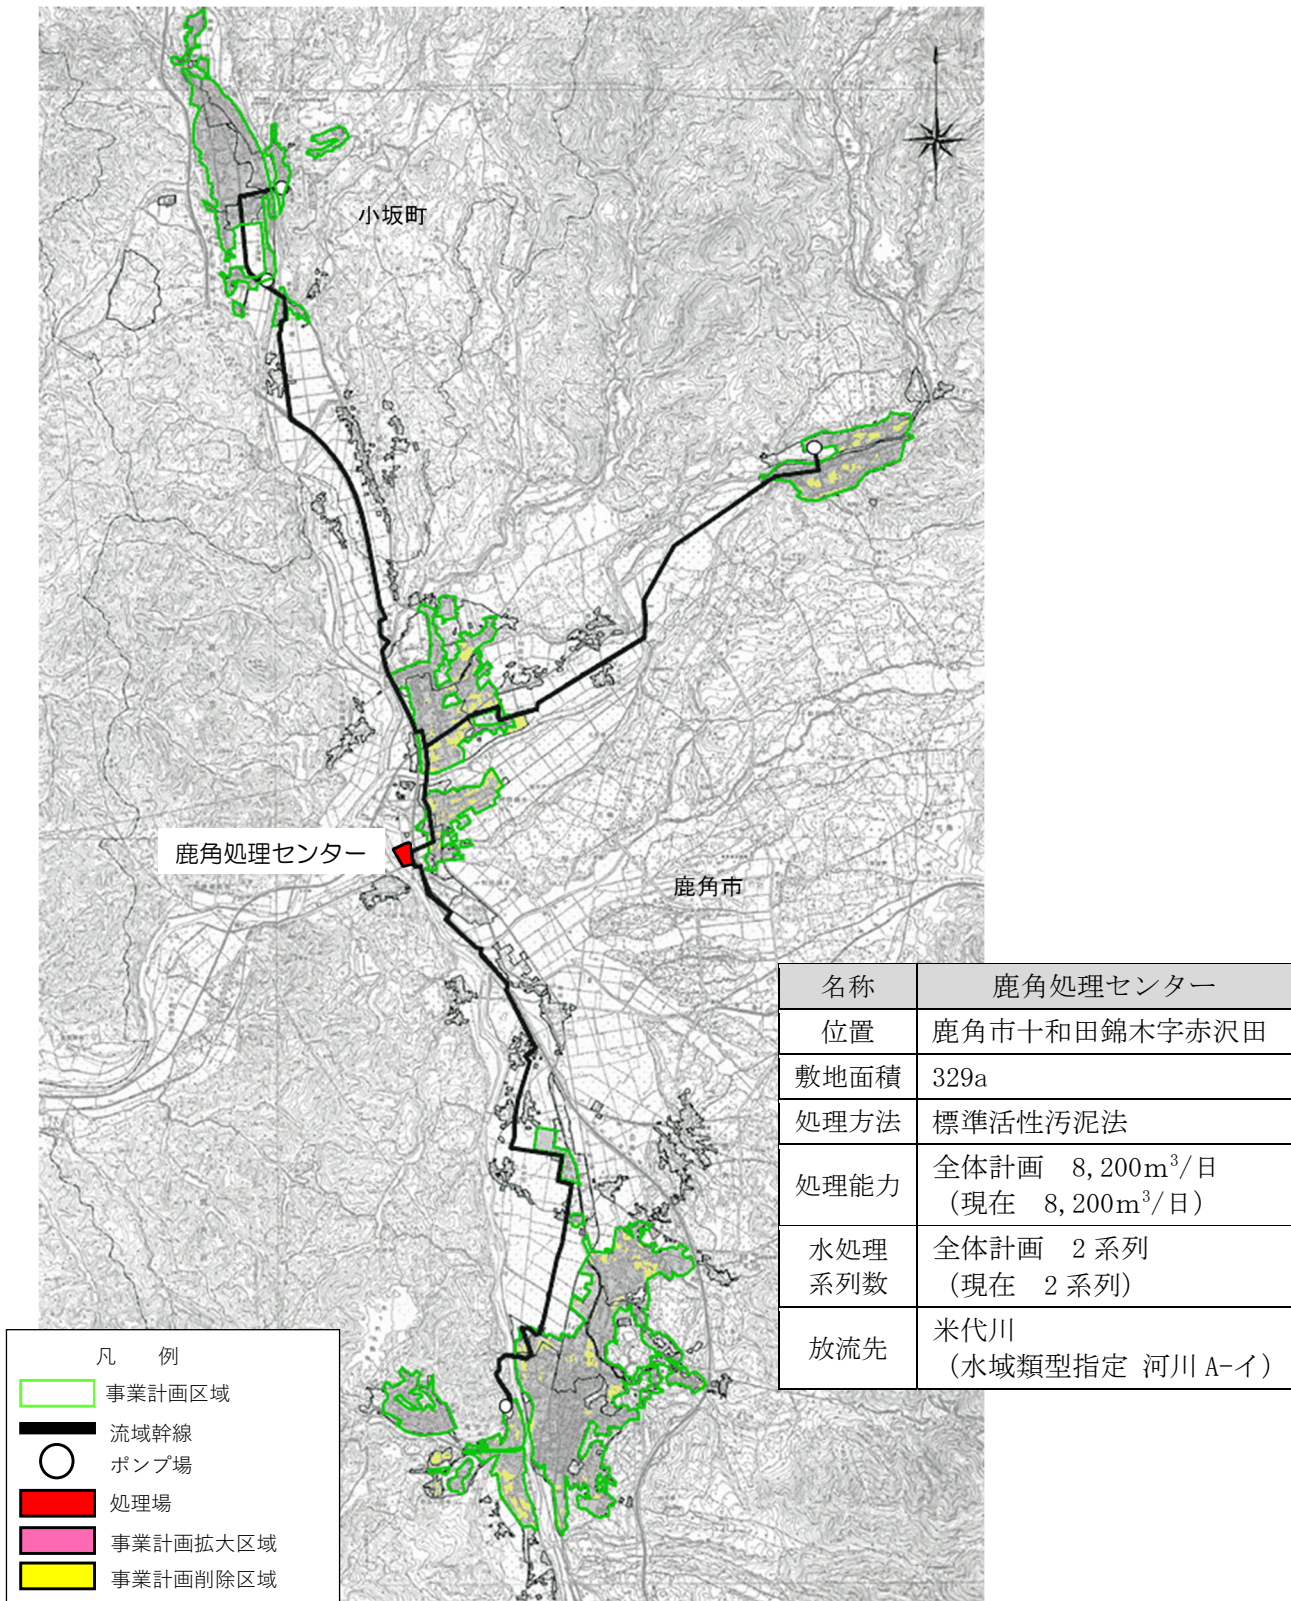 小坂町
鹿角処理センター
鹿角市
名称 鹿角処理センター
位置 鹿角市十和田錦木字赤沢田
敷地面積 329a
処理方法 標準活性汚泥法
処理能力 全体計画 8,200m³/日
(現在 8,200m³/日)
水処理
系列数
全体計画 2系列
(現在 2系列)
放流先 米代川
(水域類型指定 河川A-イ)
凡 例
事業計画区域
流域幹線
ポンプ場
処理場
事業計画拡大区域
事業計画削除区域